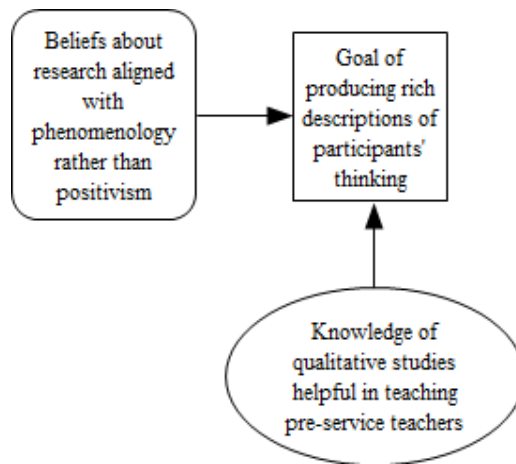 Beliefs about
research aligned
with
phenomenology
rather than
positivism
Goal of
producing rich
descriptions of
participants'
thinking
Knowledge of
qualitative studies
helpful in teaching
pre-service teachers